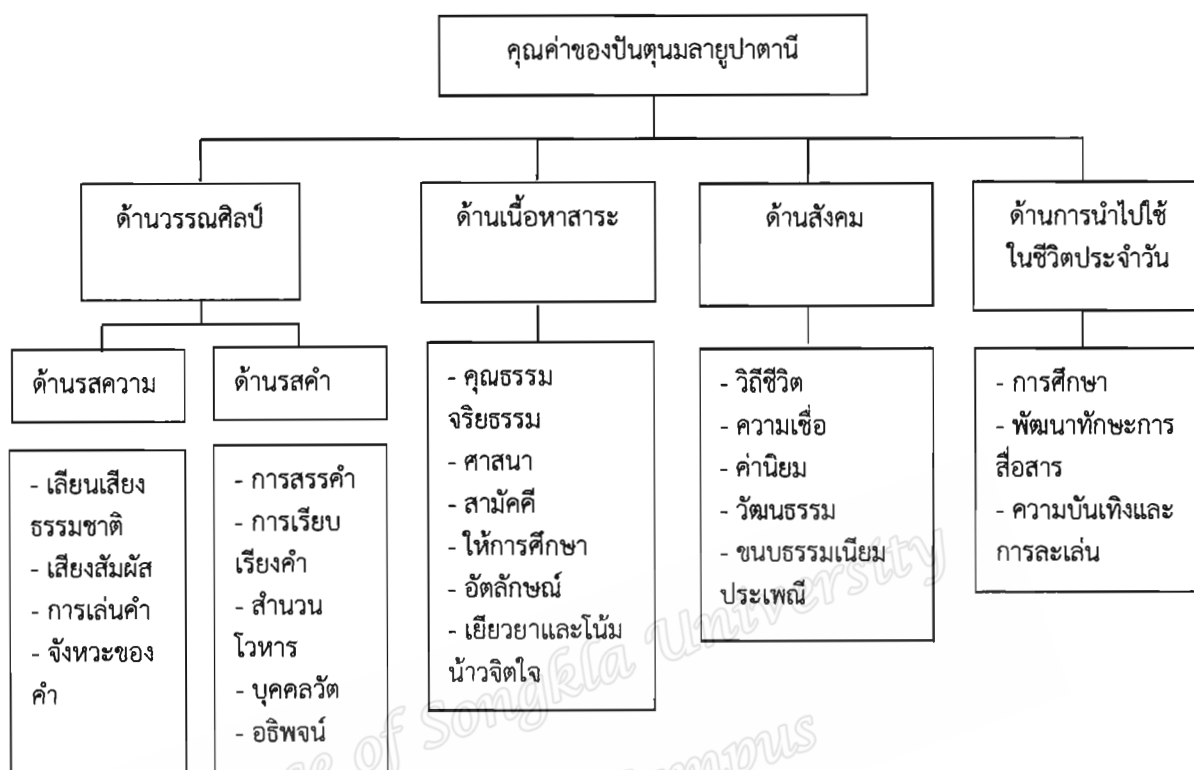 คุณค่าของปันตุนมลายูปาตานี
ด้านวรรณศิลป์
ด้านเนื้อหาสาระ
ด้านสังคม
ด้านการนำไปใช้
ในชีวิตประจำวัน
ด้านรสความ
ด้านรสคำ
- เลียนเสียง
ธรรมชาติ
- เสียงสัมผัส
- การเล่นคำ
- จังหวะของ
คำ
- การสรรคำ
- การเรียบ
เรียงคำ
- สำนวน
โวหาร
- บุคคลวัต
- อธิพจน์
- คุณธรรม
จริยธรรม
- ศาสนา
- สามัคคี
- ให้การศึกษา
- อัตลักษณ์
- เยียวยาและโน้ม
น้าวจิตใจ
- วิถีชีวิต
- ความเชื่อ
- ค่านิยม
- วัฒนธรรม
- ขนบธรรมเนียม
ประเพณี
- การศึกษา
- พัฒนาทักษะการ
สื่อสาร
- ความบันเทิงและ
การละเล่น
of Songkla University